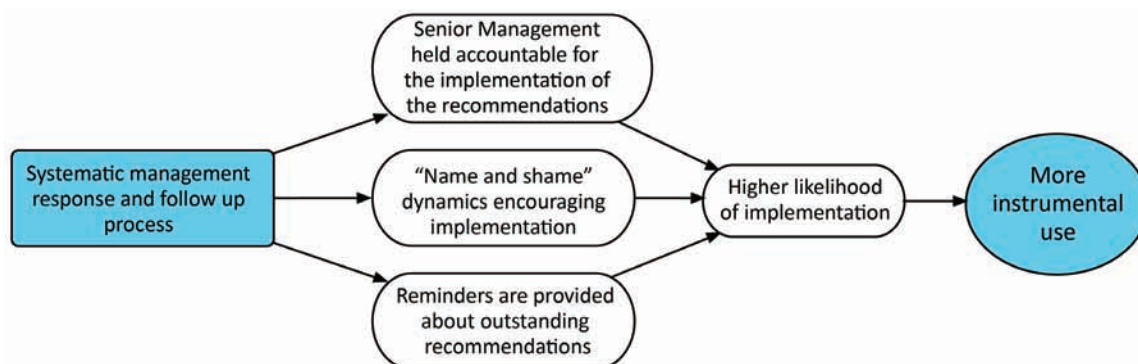 Senior Management
held accountable for
the implementation of
the recommendations
Systematic management
response and follow up
process
“Name and shame”
dynamics encouraging
implementation
Higher likelihood
of implementation
More
instrumental
use
Reminders are provided
about outstanding
recommendations